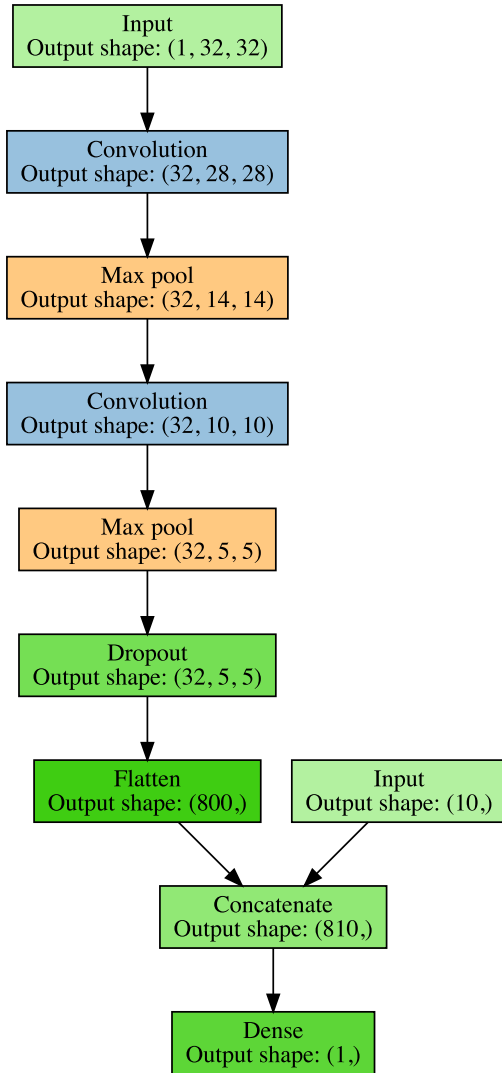 Input
Output shape: (1, 32, 32)
Convolution
Output shape: (32, 28, 28)
Max pool
Output shape: (32, 14, 14)
Convolution
Output shape: (32, 10, 10)
Max pool
Output shape: (32, 5, 5)
Dropout
Output shape: (32, 5, 5)
Flatten
Output shape: (800,)
Input
Output shape: (10,)
Concatenate
Output shape: (810,)
Dense
Output shape: (1,)